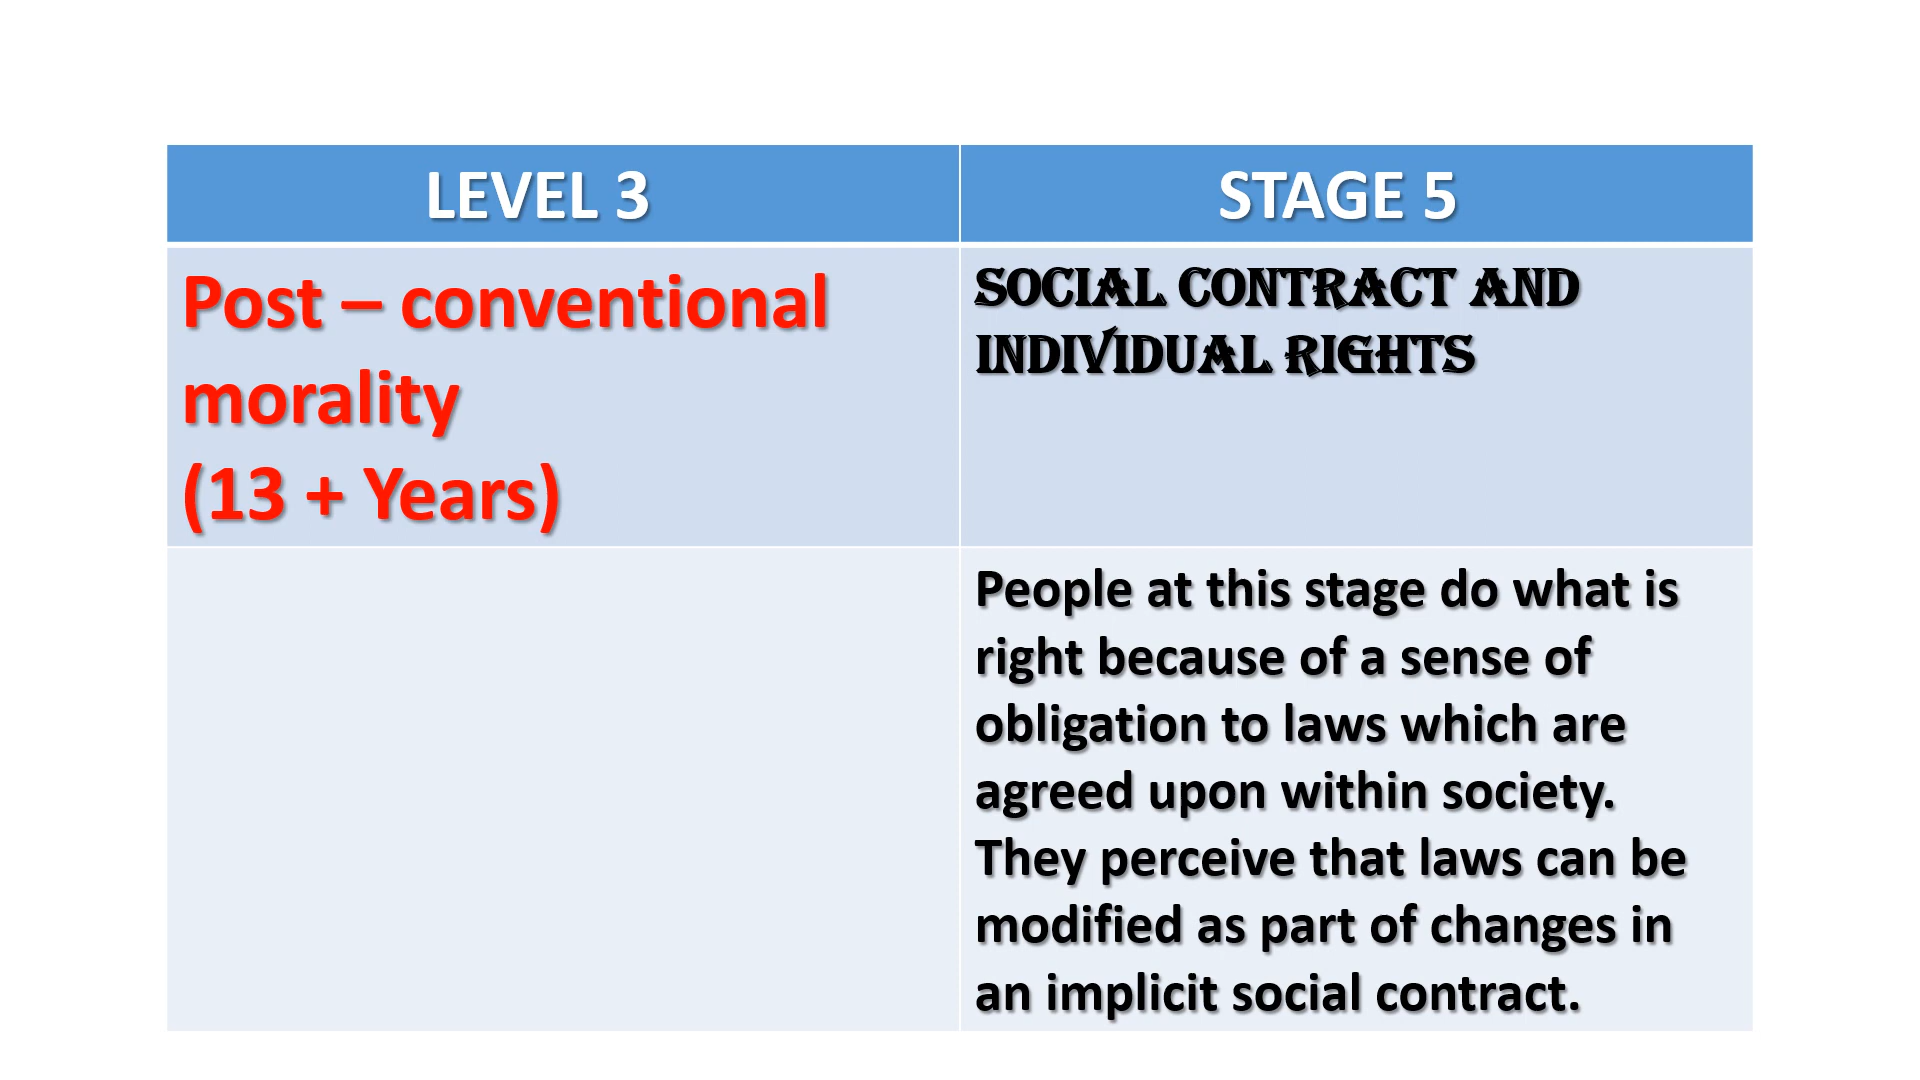 LEVEL 3
STAGE 5
Post – conventional
morality
(13 + Years)
SOCIAL CONTRACT AND
INDIVIDUAL RIGHTS
People at this stage do what is
right because of a sense of
obligation to laws which are
agreed upon within society.
They perceive that laws can be
modified as part of changes in
an implicit social contract.